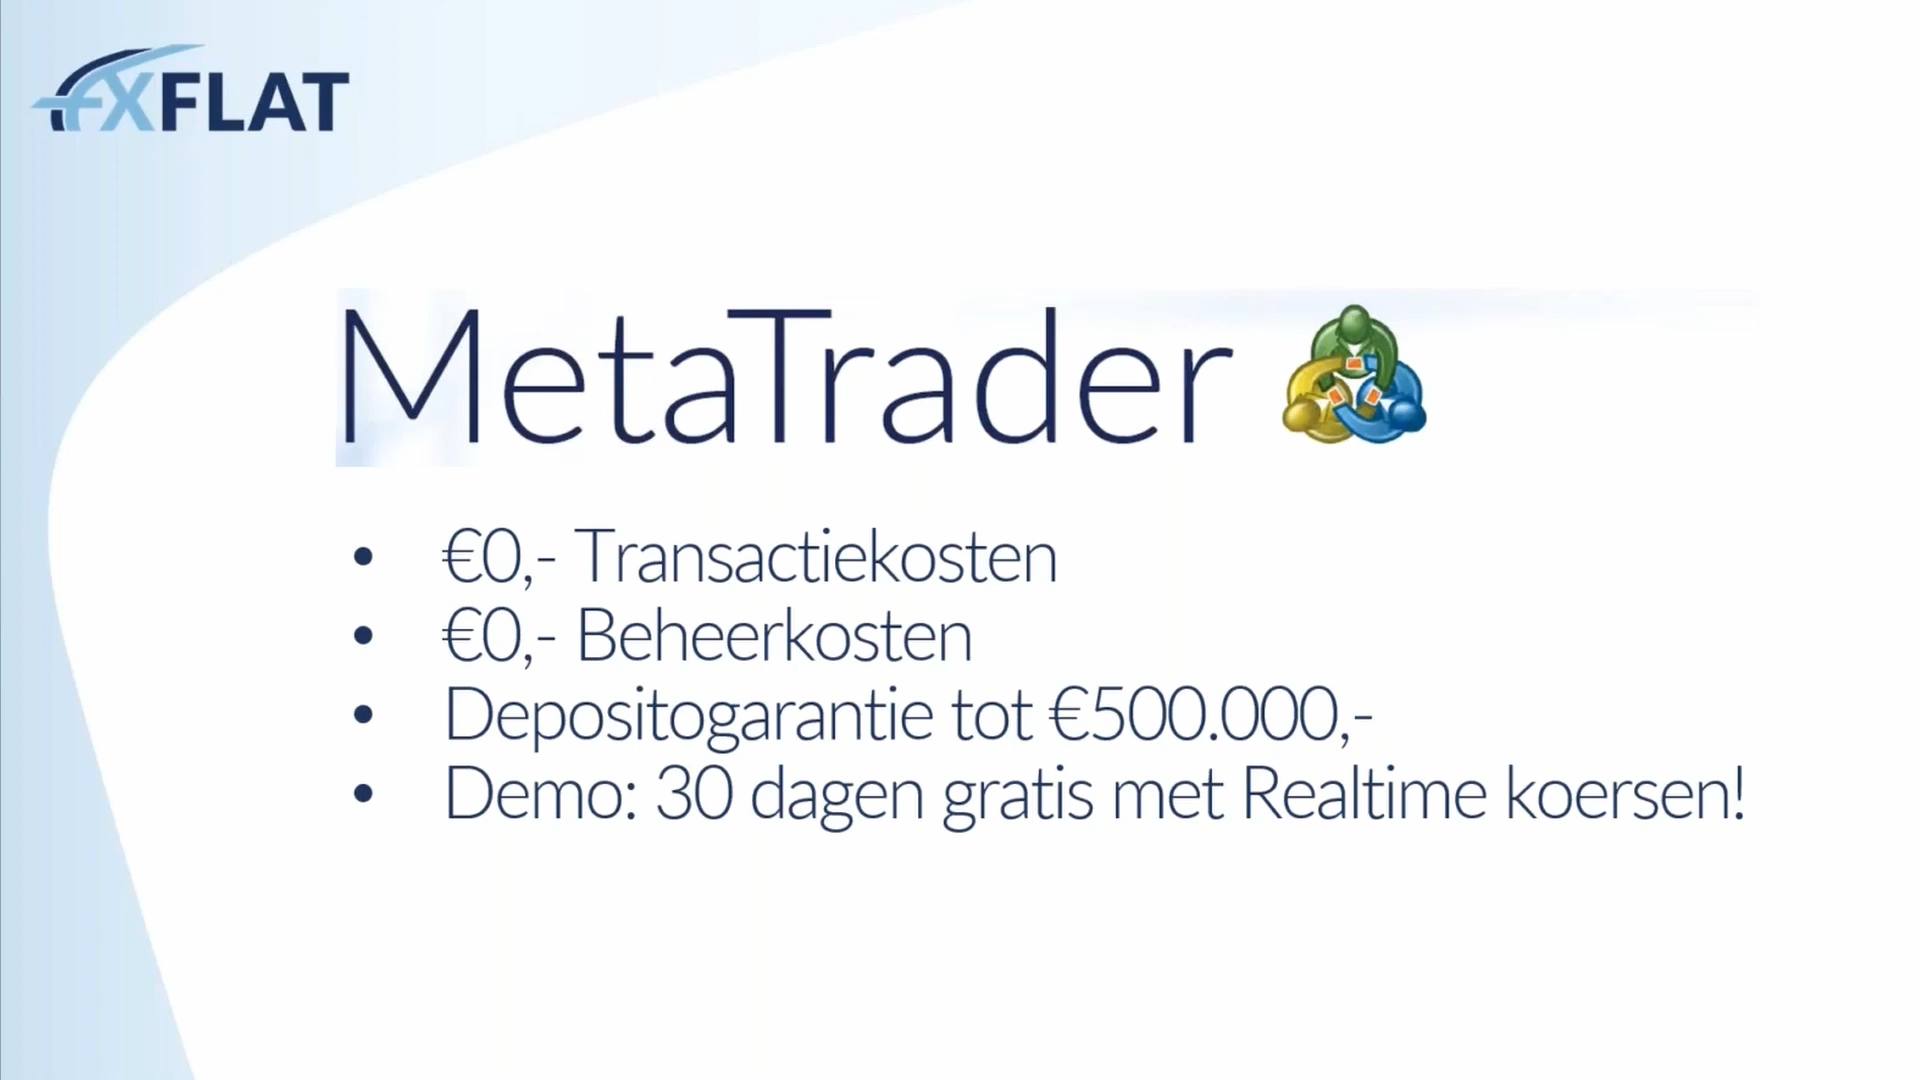 FXFLAT
MetaTrader
• €0,- Transactiekosten
• €0,- Beheerkosten
• Depositogarantie tot €500.000,-
• Demo: 30 dagen gratis met Realtime koersen!